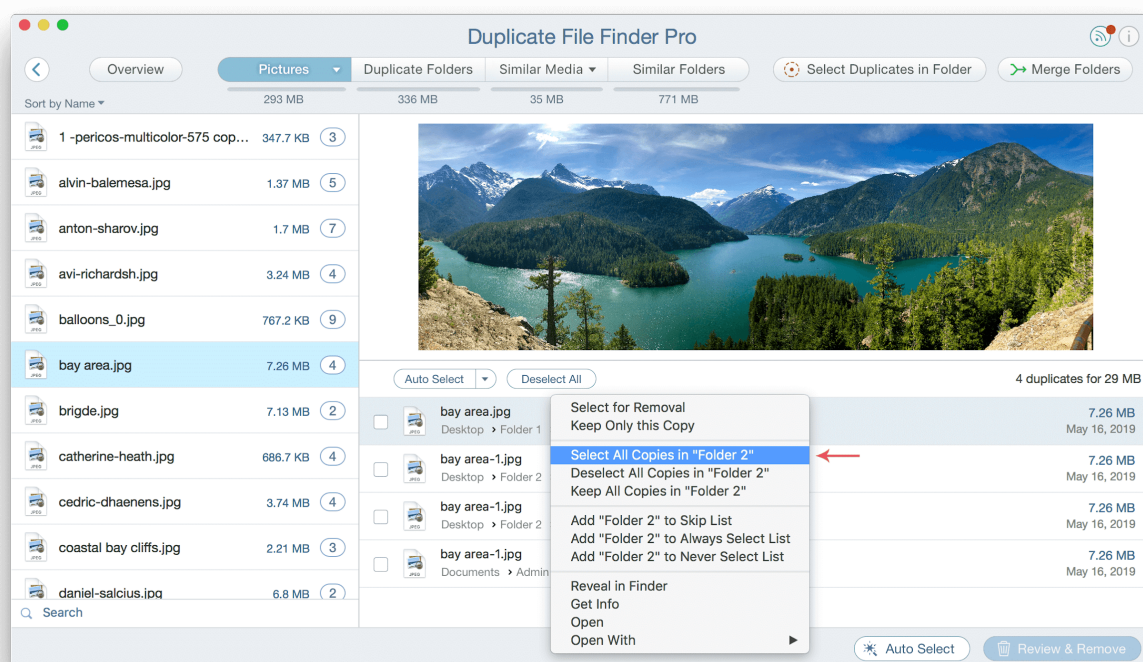 Duplicate File Finder Pro
Overview
Pictures
Duplicate Folders
Similar Media
Similar Folders
Select Duplicates in Folder
Merge Folders
293 MB
336 MB
35 MB
771 MB
Sort by Name
1 -pericos-multicolor-575 cop... 347.7 KB 3
alvin-balemesa.jpg 1.37 MB 5
anton-sharov.jpg 1.7 MB 7
avi-richardsh.jpg 3.24 MB 4
balloons_0.jpg 767.2 KB 9
bay area.jpg 7.26 MB 4
brigde.jpg 7.13 MB 2
catherine-heath.jpg 686.7 KB 4
cedric-dhaenens.jpg 3.74 MB 4
coastal bay cliffs.jpg 2.21 MB 3
daniel-salcius.jpg 6.8 MB 2
Search
Auto Select
Deselect All
4 duplicates for 29 MB
bay area.jpg 7.26 MB
Desktop > Folder 1 May 16, 2019
bay area-1.jpg 7.26 MB
Desktop > Folder 2 May 16, 2019
bay area-1.jpg 7.26 MB
Desktop > Folder 2 May 16, 2019
bay area-1.jpg 7.26 MB
Documents > Admin May 16, 2019
Select for Removal
Keep Only this Copy
Select All Copies in "Folder 2"
Deselect All Copies in "Folder 2"
Keep All Copies in "Folder 2"
Add "Folder 2" to Skip List
Add "Folder 2" to Always Select List
Add "Folder 2" to Never Select List
Reveal in Finder
Get Info
Open
Open With
Auto Select
Review & Remove